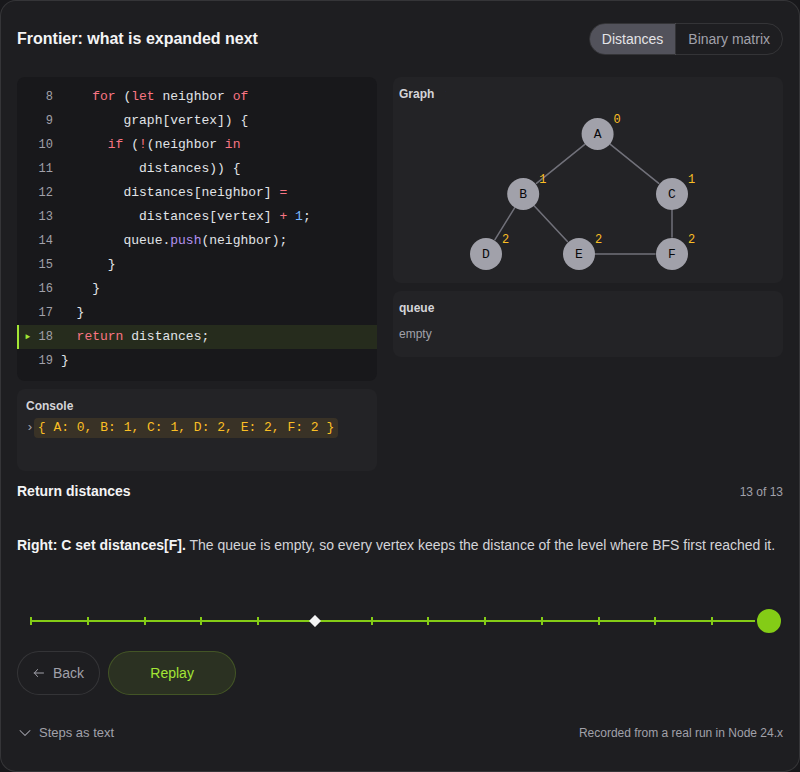 Frontier: what is expanded next
Distances
Binary matrix
8 for (let neighbor of
9 graph[vertex]) {
10 if (!(neighbor in
11 distances)) {
12 distances[neighbor] =
13 distances[vertex] + 1;
14 queue.push(neighbor);
15 }
16 }
17 }
▸ 18 return distances;
19 }
Graph
A 0
B 1
C 1
D 2
E 2
F 2
queue
empty
Console
› { A: 0, B: 1, C: 1, D: 2, E: 2, F: 2 }
Return distances
13 of 13
Right: C set distances[F]. The queue is empty, so every vertex keeps the distance of the level where BFS first reached it.
← Back
Replay
Steps as text
Recorded from a real run in Node 24.x